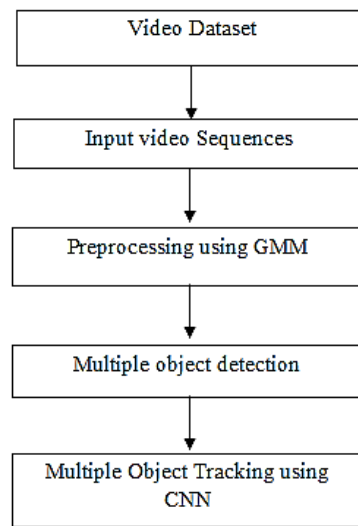 Video Dataset
Input video Sequences
Preprocessing using GMM
Multiple object detection
Multiple Object Tracking using
CNN